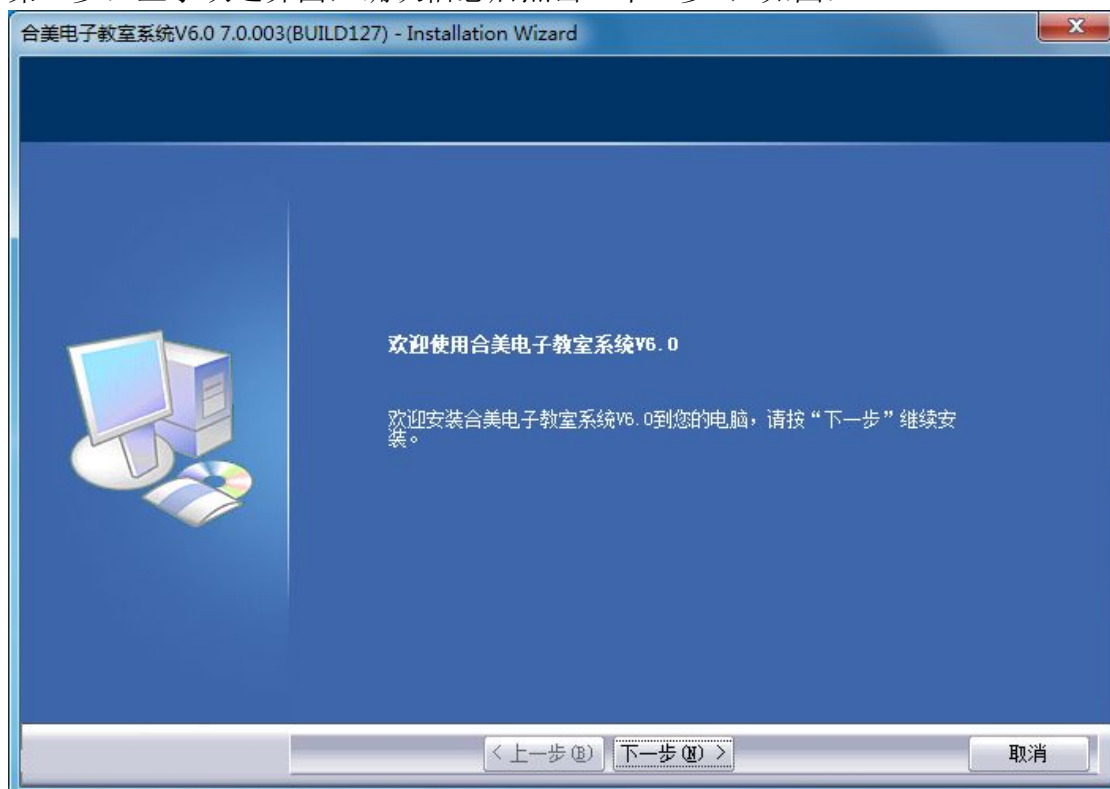 合美电子教室系统V6.0 7.0.003(BUILD127) - Installation Wizard
欢迎使用合美电子教室系统V6.0
欢迎安装合美电子教室系统V6.0到您的电脑，请按“下一步”继续安
装。
< 上一步(B)
下一步(N) >
取消